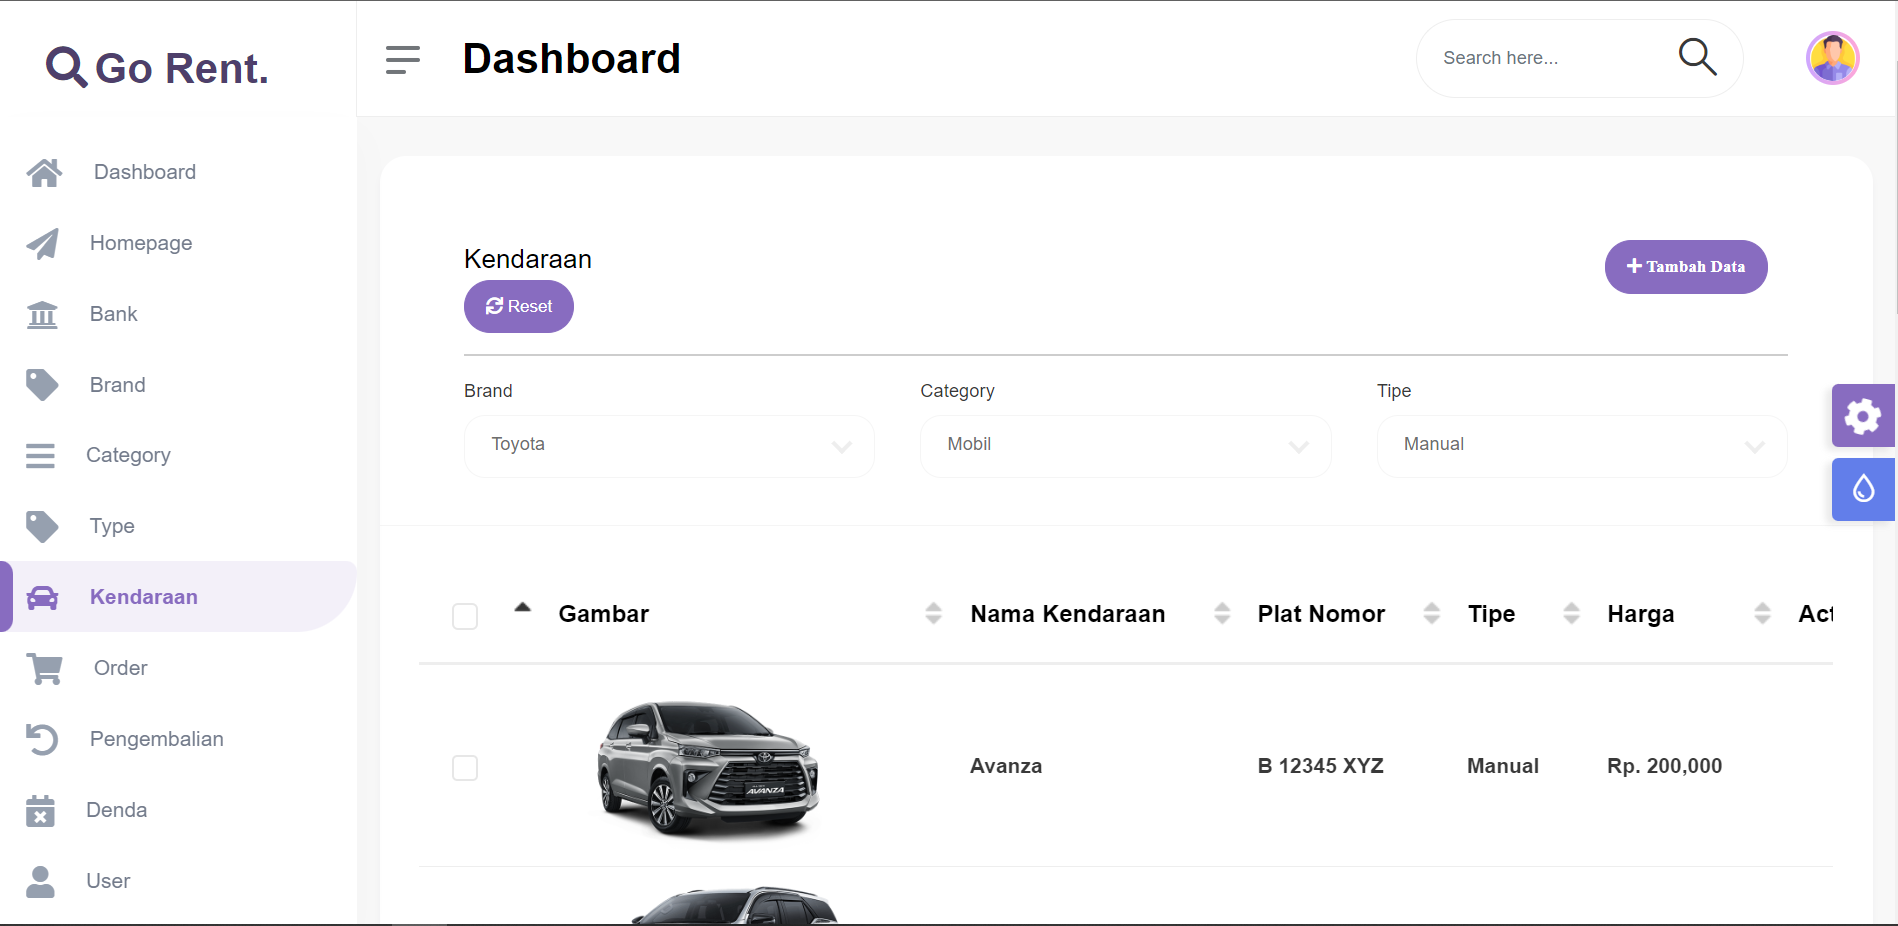 Go Rent.
Dashboard
Search here...
Dashboard
Homepage
Bank
Brand
Category
Type
Kendaraan
Order
Pengembalian
Denda
User
Kendaraan
Reset
Tambah Data
Brand
Category
Tipe
Toyota
Mobil
Manual
Gambar
Nama Kendaraan
Plat Nomor
Tipe
Harga
Act
AVANZA
Avanza
B 12345 XYZ
Manual
Rp. 200,000